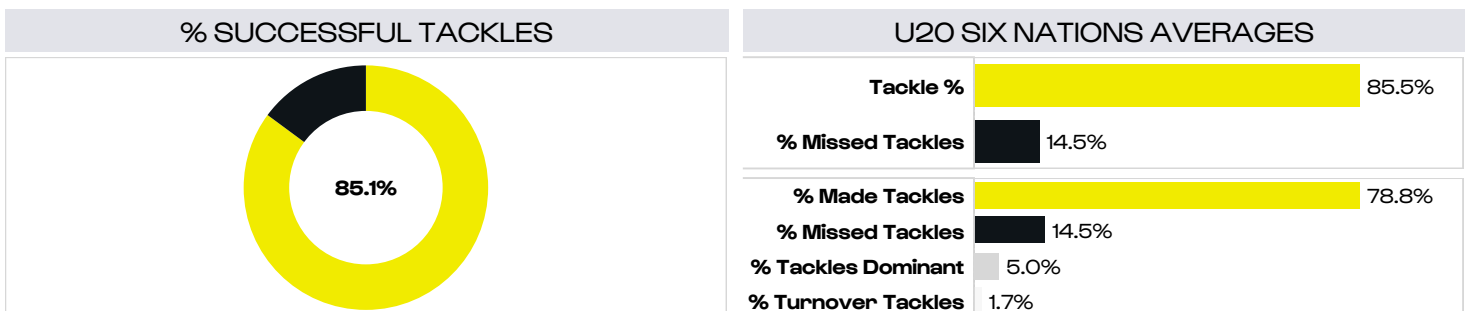 % SUCCESSFUL TACKLES
85.1%
U20 SIX NATIONS AVERAGES
Tackle % 85.5%
% Missed Tackles 14.5%
% Made Tackles 78.8%
% Missed Tackles 14.5%
% Tackles Dominant 5.0%
% Turnover Tackles 1.7%